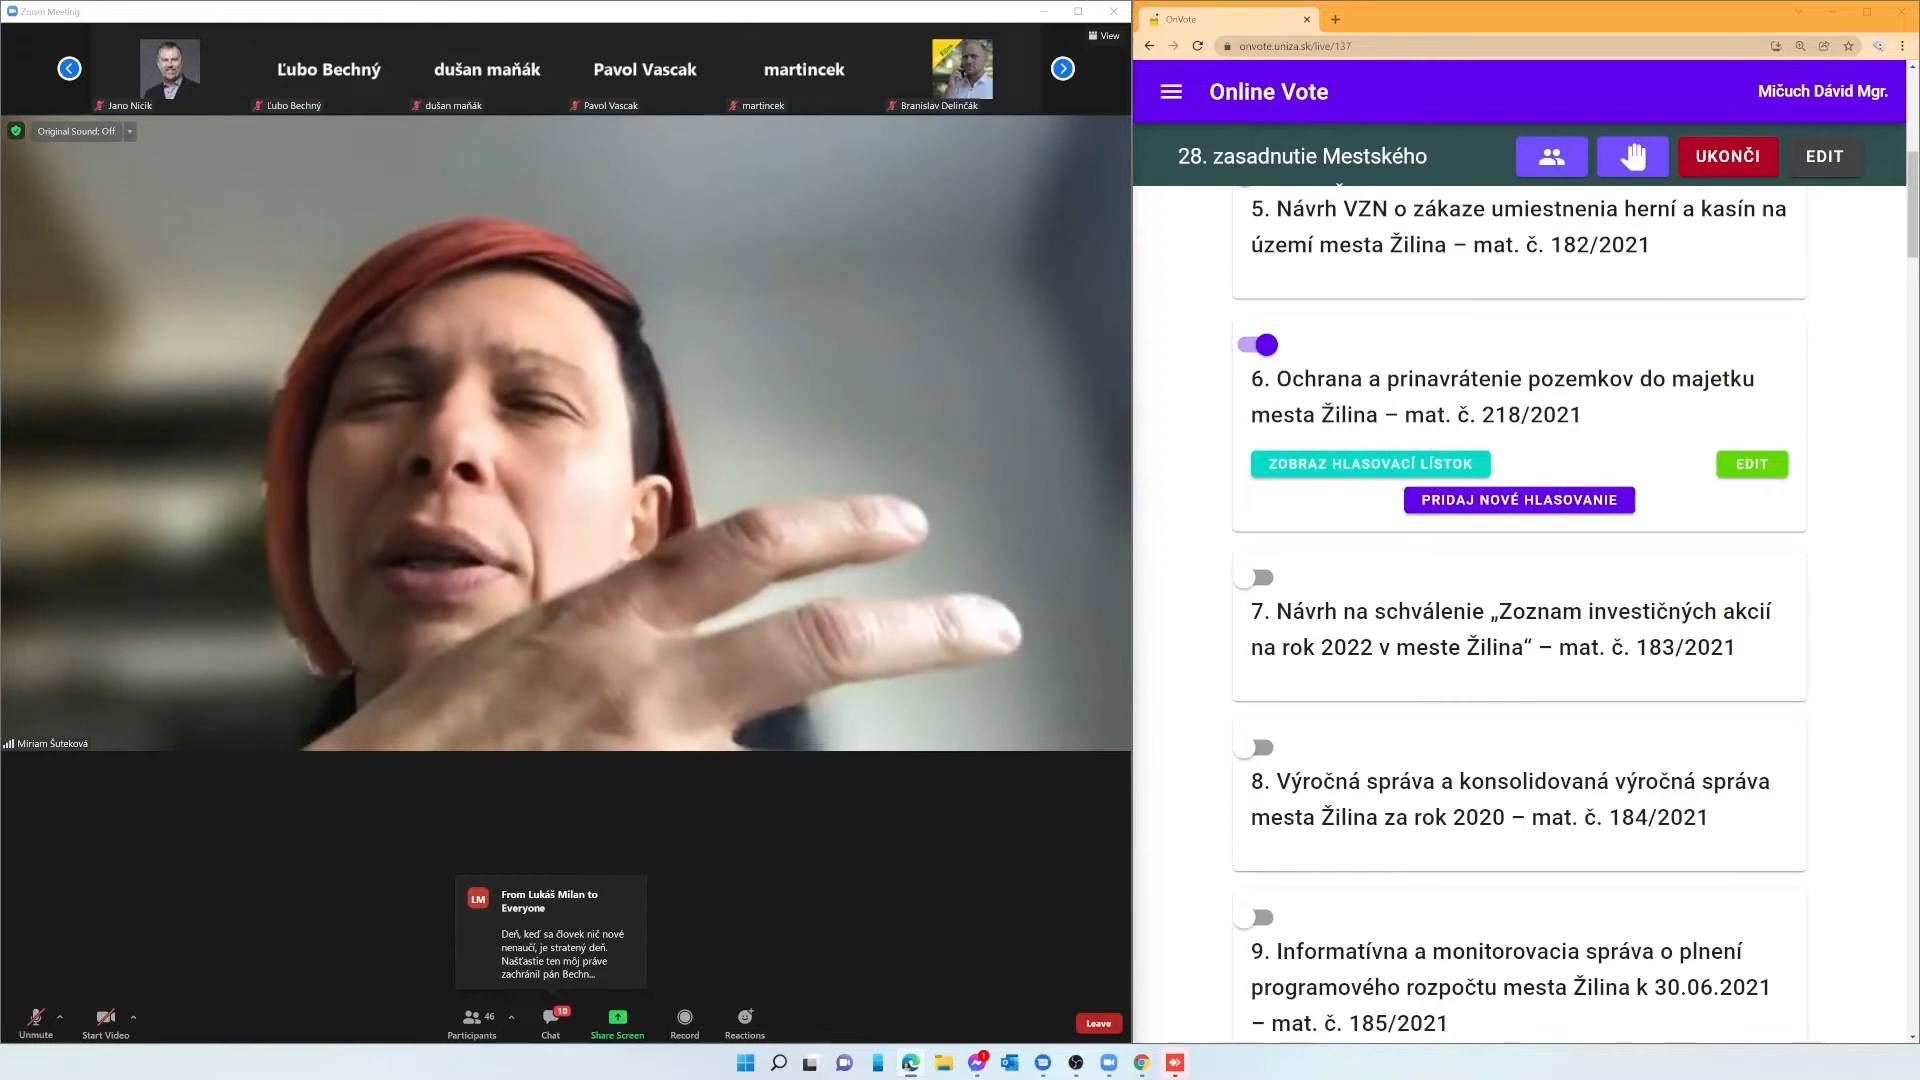 Zoom Meeting
View
Ľubo Bechný
dušan maňák
Pavol Vascak
martincek
Jano Nicik
Ľubo Bechný
dušan maňák
Pavol Vascak
martincek
Branislav Delinčák
Original Sound: Off
Miriam Šuteková
LM
From Lukáš Milan to
Everyone
Deň, keď sa človek nič nové
nenaučí, je stratený deň.
Našťastie ten môj práve
zachránil pán Bechn...
Unmute
Start Video
46
Participants
10
Chat
Share Screen
Record
Reactions
Leave
OnVote
onvote.uniza.sk/live/137
Online Vote
Mičuch Dávid Mgr.
28. zasadnutie Mestského
UKONČI
EDIT
5. Návrh VZN o zákaze umiestnenia herní a kasín na
území mesta Žilina – mat. č. 182/2021
6. Ochrana a prinavrátenie pozemkov do majetku
mesta Žilina – mat. č. 218/2021
ZOBRAZ HLASOVACÍ LÍSTOK
EDIT
PRIDAJ NOVÉ HLASOVANIE
7. Návrh na schválenie „Zoznam investičných akcií
na rok 2022 v meste Žilina“ – mat. č. 183/2021
8. Výročná správa a konsolidovaná výročná správa
mesta Žilina za rok 2020 – mat. č. 184/2021
9. Informatívna a monitorovacia správa o plnení
programového rozpočtu mesta Žilina k 30.06.2021
– mat. č. 185/2021
1